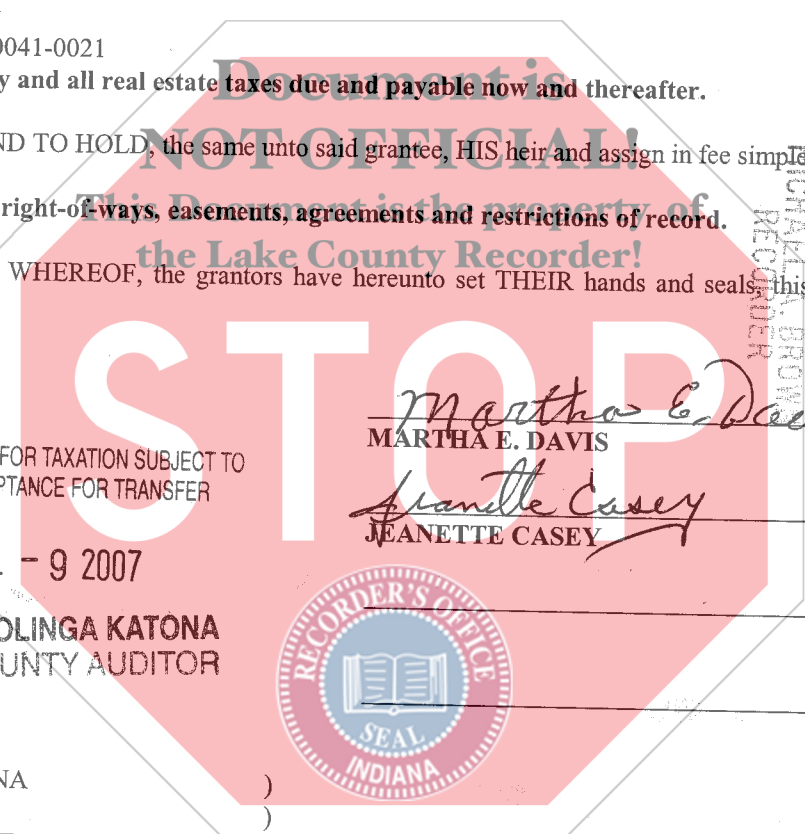 0041-0021
y and all real estate taxes due and payable now and thereafter.
Document is
NOT OFFICIAL!
ND TO HOLD, the same unto said grantee, HIS heir and assign in fee simple
This Document is the property of
right-of-ways, easements, agreements and restrictions of record.
the Lake County Recorder!
WHEREOF, the grantors have hereunto set THEIR hands and seals, this
MICHAEL A. BROWN
RECORDER
STOP
Martha E. Da
MARTHA E. DAVIS
FOR TAXATION SUBJECT TO
PTANCE FOR TRANSFER
Jeanette Casey
JEANETTE CASEY
- 9 2007
OLINGA KATONA
UNTY AUDITOR
RECORDER'S OFFICE
SEAL
INDIANA
NA
)
)